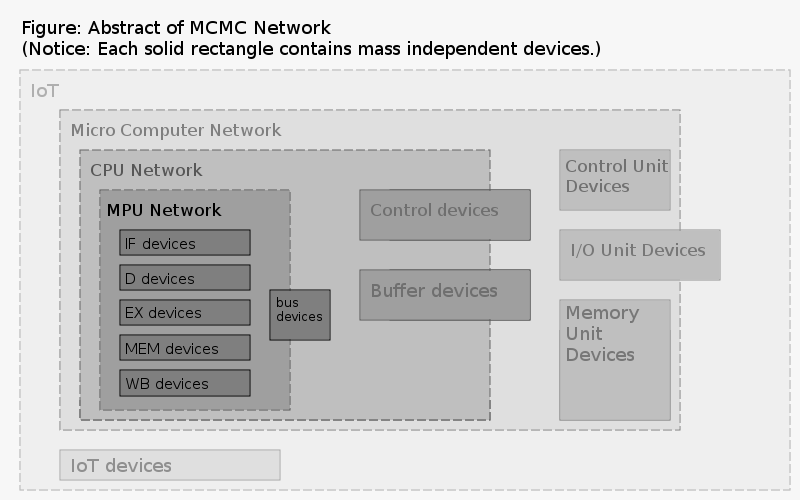 Figure: Abstract of MCMC Network
(Notice: Each solid rectangle contains mass independent devices.)
IoT
Micro Computer Network
CPU Network
MPU Network
IF devices
D devices
EX devices
MEM devices
WB devices
bus
devices
Control devices
Buffer devices
Control Unit
Devices
I/O Unit Devices
Memory
Unit
Devices
IoT devices